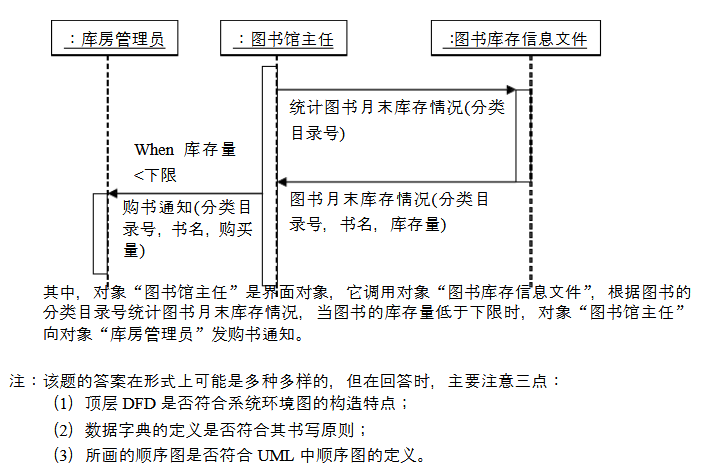 ：库房管理员
：图书馆主任
:图书库存信息文件
统计图书月末库存情况(分类
目录号)
When 库存量
<下限
购书通知(分类目
录号，书名，购买
量)
图书月末库存情况(分类目
录号，书名，库存量)
其中，对象“图书馆主任”是界面对象，它调用对象“图书库存信息文件”，根据图书的
分类目录号统计图书月末库存情况，当图书的库存量低于下限时，对象“图书馆主任”
向对象“库房管理员”发购书通知。
注：该题的答案在形式上可能是多种多样的，但在回答时，主要注意三点：
（1）顶层 DFD 是否符合系统环境图的构造特点；
（2）数据字典的定义是否符合其书写原则；
（3）所画的顺序图是否符合 UML 中顺序图的定义。